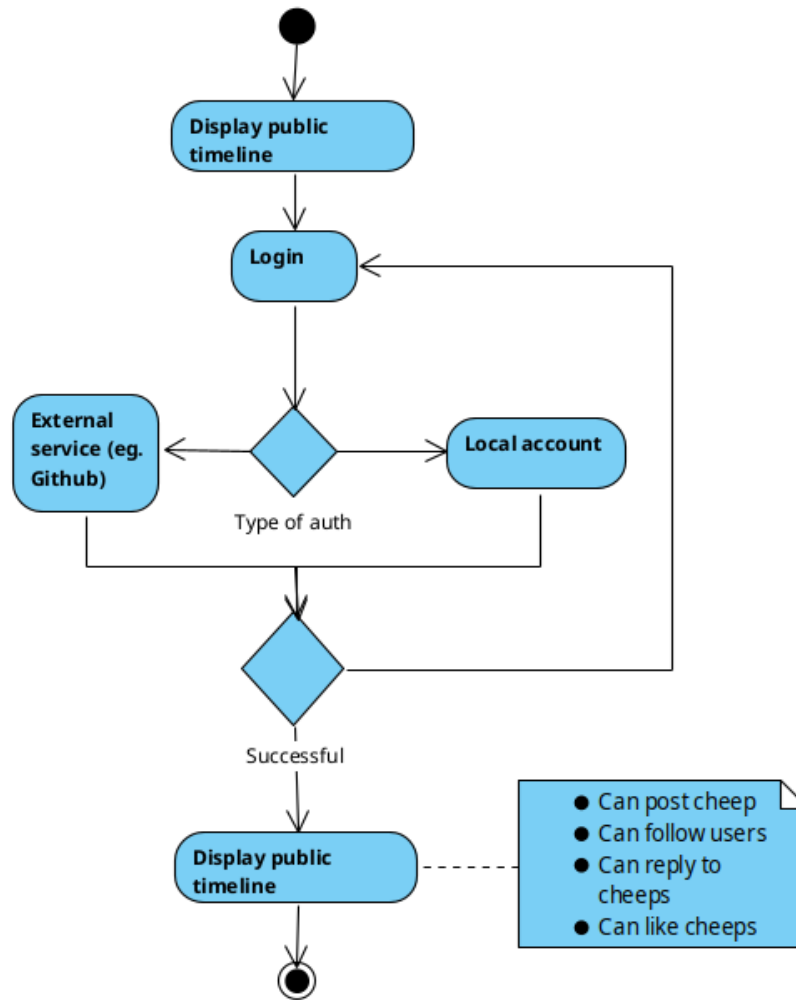 Display public
timeline
Login
External
service (eg.
Github)
Local account
Type of auth
Successful
Display public
timeline
● Can post cheep
● Can follow users
● Can reply to
cheeps
● Can like cheeps